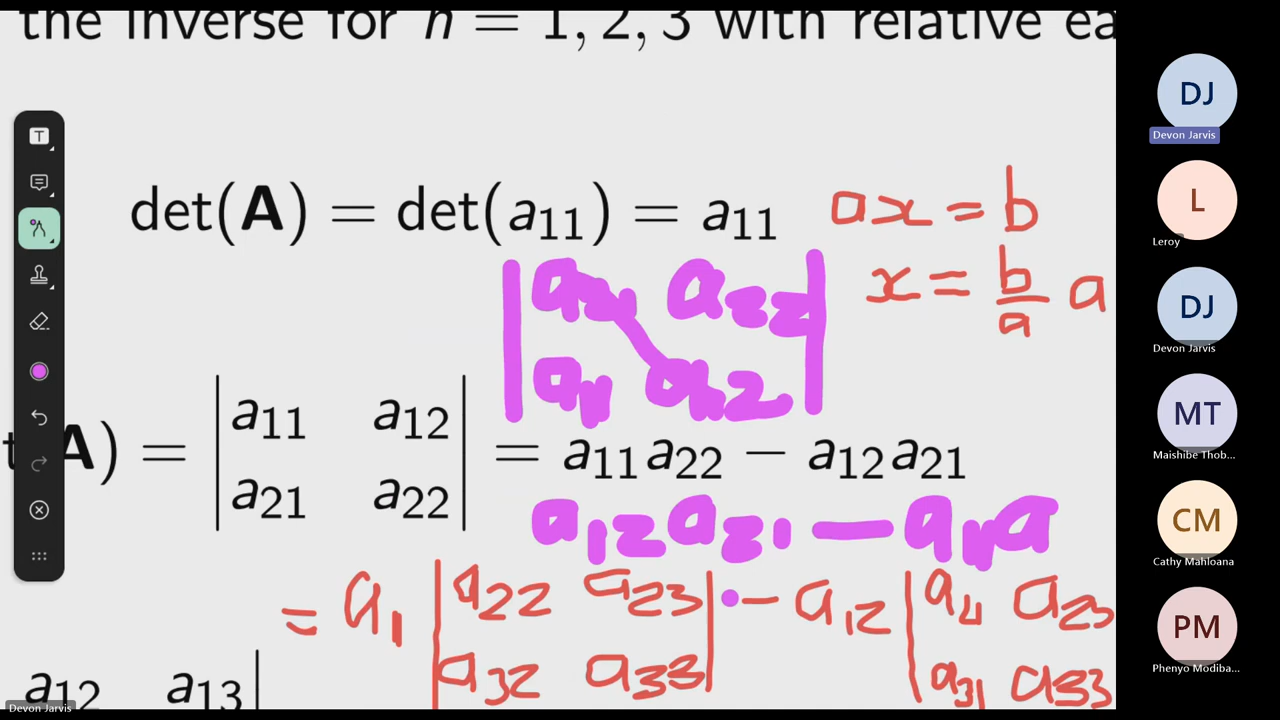 the inverse for n = 1, 2, 3 with relative ea
det(A) = det(a11) = a11
ax = b
x = b/a a
|a21 a22|
|a11 a12|
t(A) = |a11 a12| = a11a22 − a12a21
|a21 a22|
a12a21 − a11a
= a1 |a22 a23| − a12 |a21 a23
|a32 a33| |a31 a33
a12 a13|
T
DJ
Devon Jarvis
L
Leroy
DJ
Devon Jarvis
MT
Maishibe Thob...
CM
Cathy Mahloana
PM
Phenyo Modiba...
Devon Jarvis